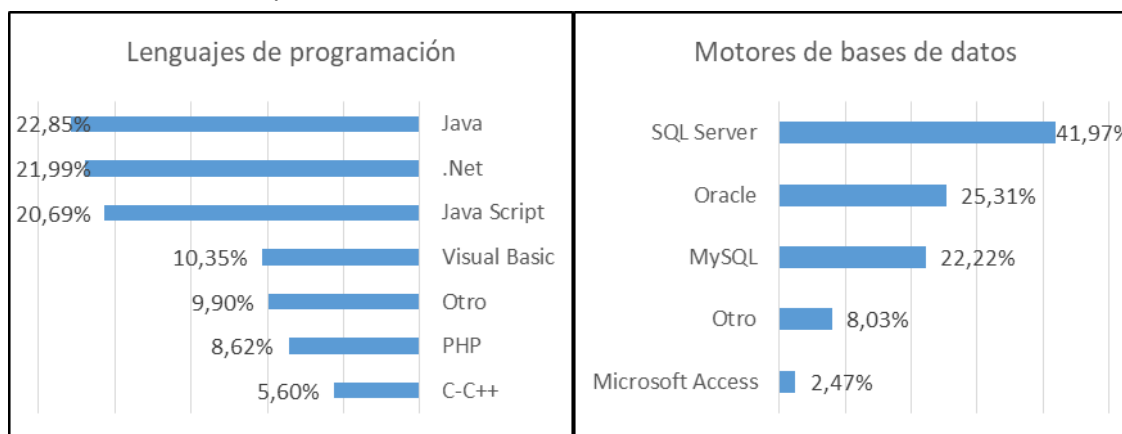 Lenguajes de programación
22,85% Java
21,99% .Net
20,69% Java Script
10,35% Visual Basic
9,90% Otro
8,62% PHP
5,60% C-C++
Motores de bases de datos
SQL Server 41,97%
Oracle 25,31%
MySQL 22,22%
Otro 8,03%
Microsoft Access 2,47%